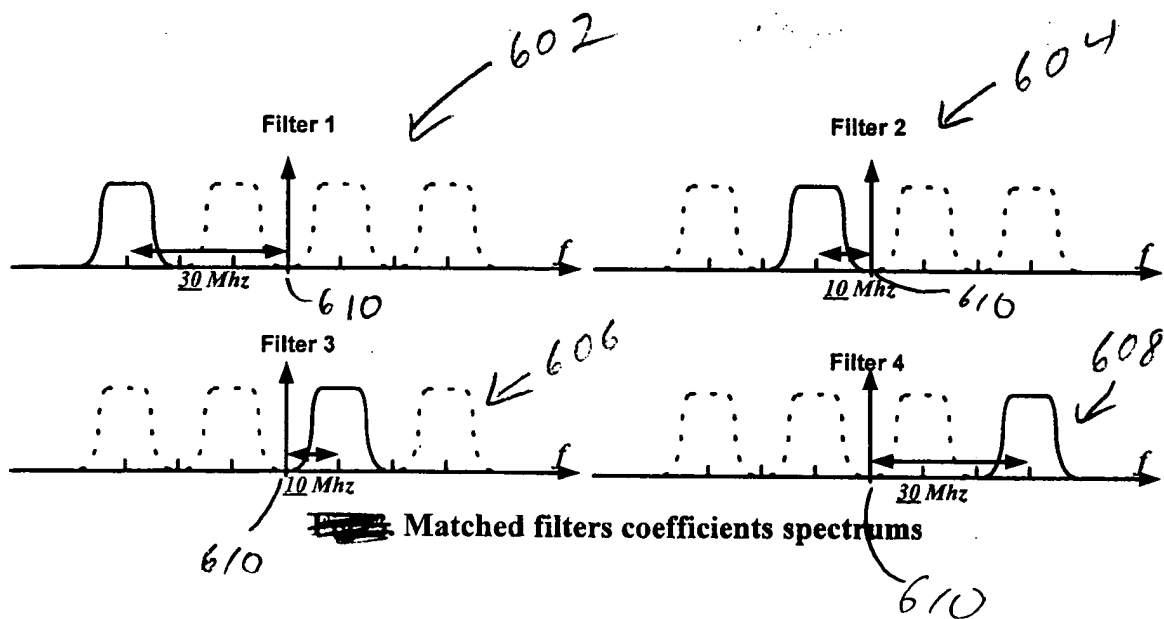 602
604
Filter 1
Filter 2
f
f
30 Mhz
10 Mhz
610
610
Filter 3
606
Filter 4
608
f
f
10 Mhz
30 Mhz
Matched filters coefficients spectrums
610
610